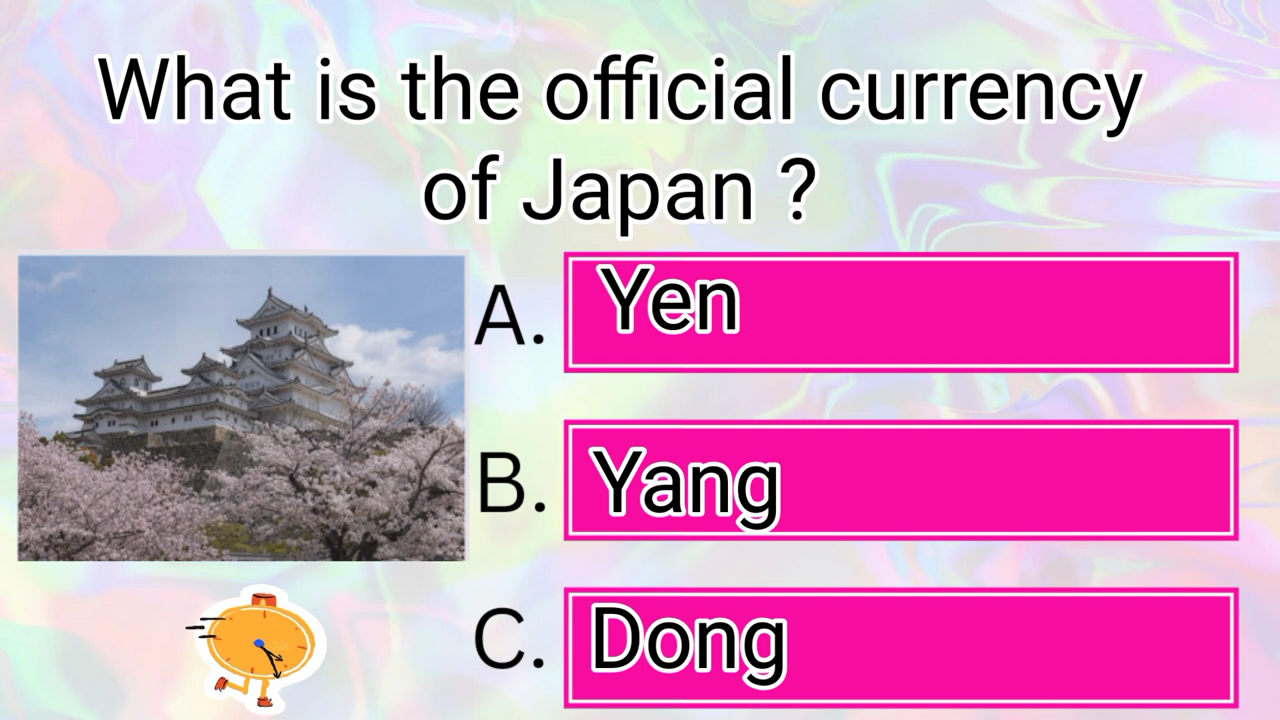 What is the official currency
of Japan ?
A. Yen
B. Yang
C. Dong